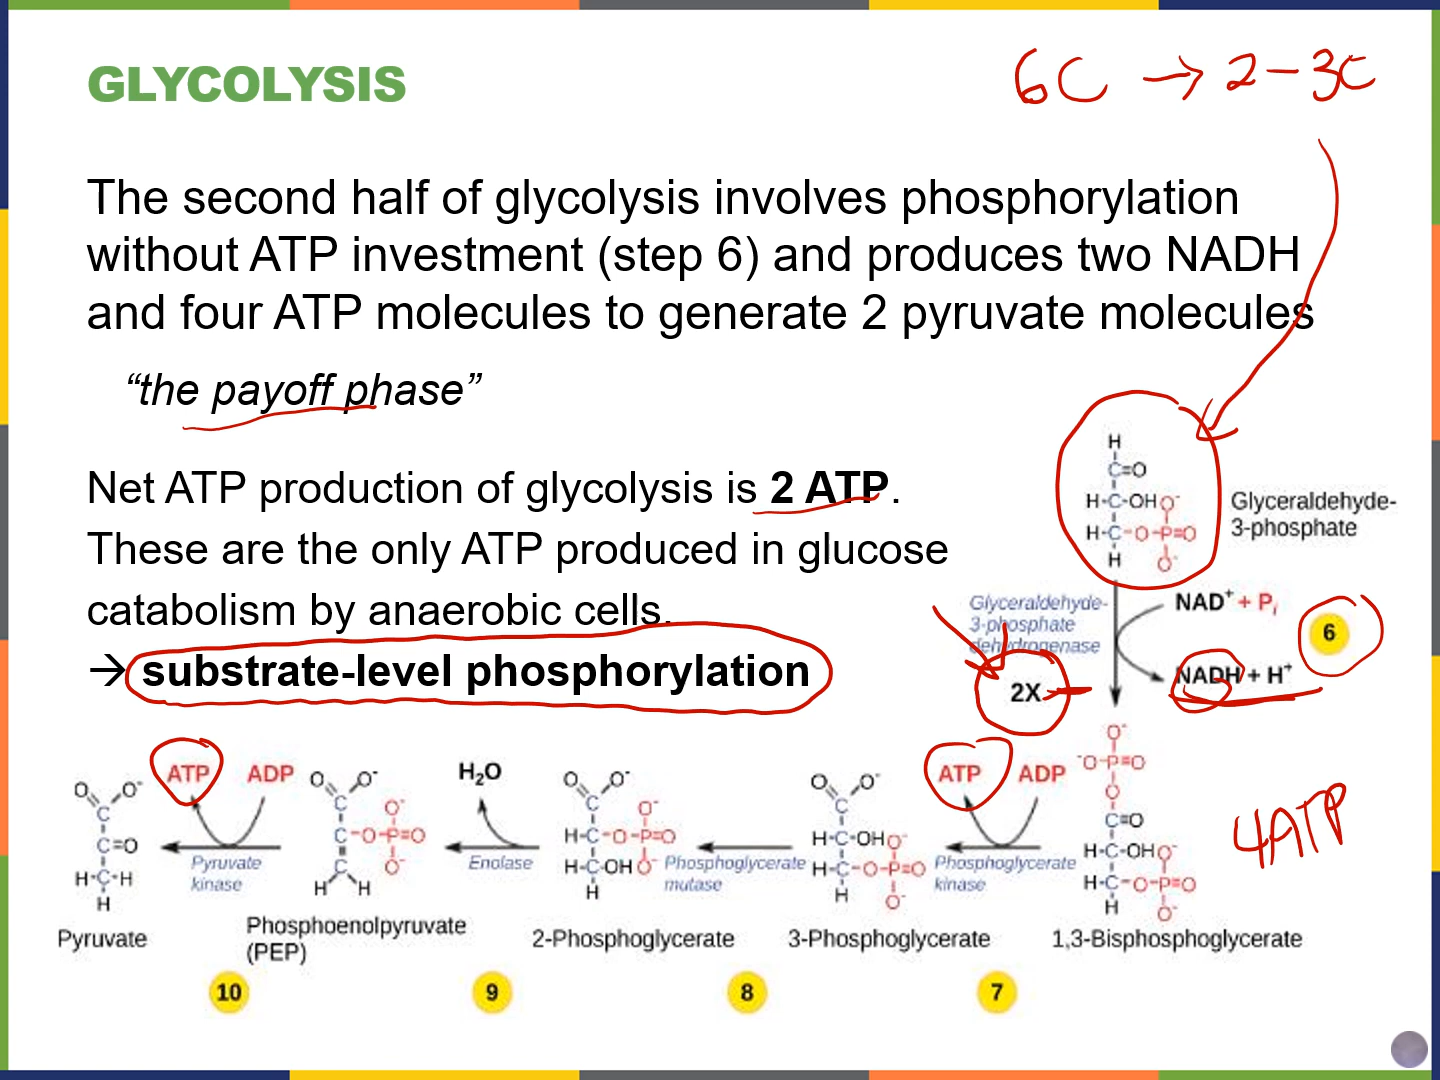 GLYCOLYSIS
6C → 2-3C
The second half of glycolysis involves phosphorylation
without ATP investment (step 6) and produces two NADH
and four ATP molecules to generate 2 pyruvate molecules
“the payoff phase”
Net ATP production of glycolysis is 2 ATP.
These are the only ATP produced in glucose
catabolism by anaerobic cells.
→ substrate-level phosphorylation
H
C=O
H-C-OH O⁻
H-C-O-P=O
H O⁻
Glyceraldehyde-
3-phosphate
Glyceraldehyde-
3-phosphate
dehydrogenase
NAD⁺ + Pᵢ
6
NADH + H⁺
2X
O⁻
⁻O-P=O
O
C=O
H-C-OH O⁻
H-C-O-P=O
H O⁻
1,3-Bisphosphoglycerate
4ATP
ATP ADP
Phosphoglycerate
kinase
7
O O⁻
C
H-C-OH O⁻
H-C-O-P=O
H O⁻
3-Phosphoglycerate
Phosphoglycerate
mutase
8
O O⁻
C O⁻
H-C-O-P=O
H-C-OH O⁻
H
2-Phosphoglycerate
H₂O
Enolase
9
O O⁻
C O⁻
C-O-P=O
C O⁻
H H
Phosphoenolpyruvate
(PEP)
ATP ADP
Pyruvate
kinase
10
O O⁻
C
C=O
H-C-H
H
Pyruvate